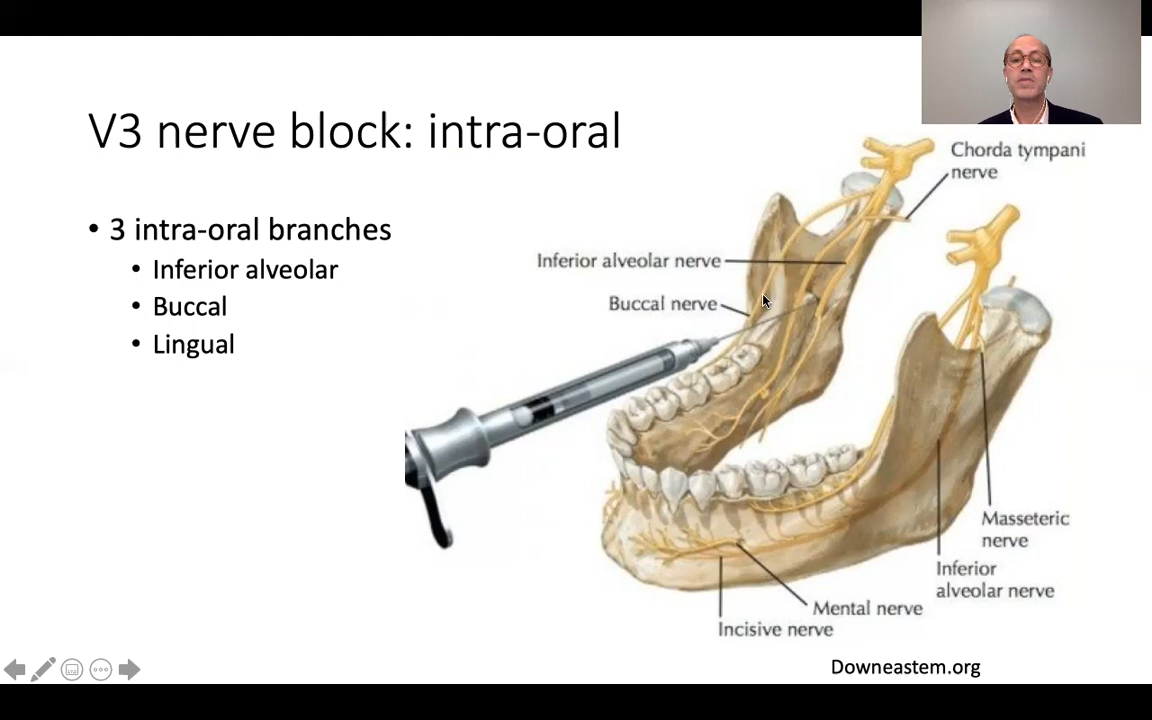 V3 nerve block: intra-oral
• 3 intra-oral branches
• Inferior alveolar
• Buccal
• Lingual
Chorda tympani
nerve
Inferior alveolar nerve
Buccal nerve
Masseteric
nerve
Inferior
alveolar nerve
Mental nerve
Incisive nerve
Downeastem.org